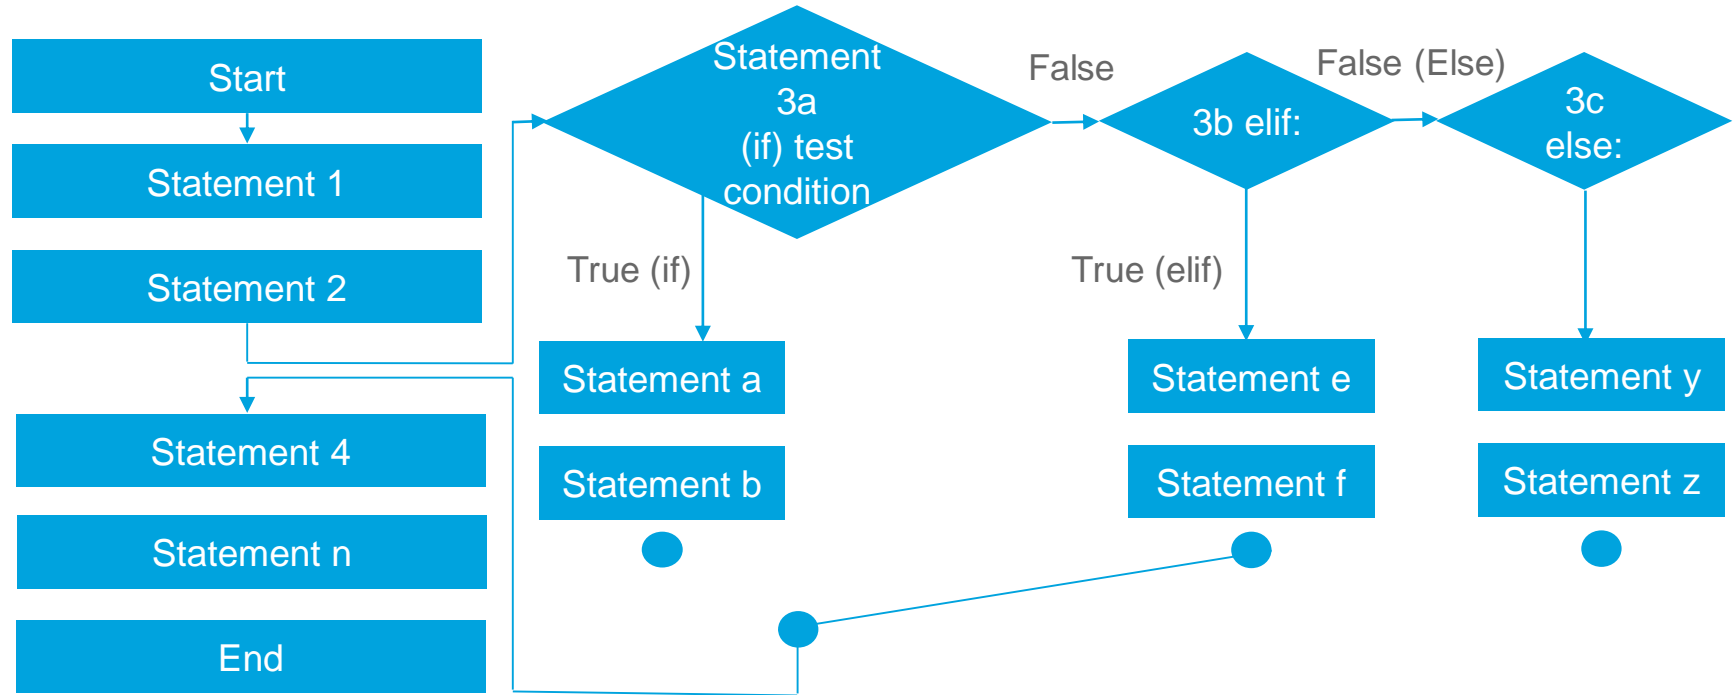 Start
Statement 1
Statement 2
Statement 4
Statement n
End
Statement
3a
(if) test
condition
False
3b elif:
False (Else)
3c
else:
True (if)
True (elif)
Statement a
Statement b
Statement e
Statement f
Statement y
Statement z